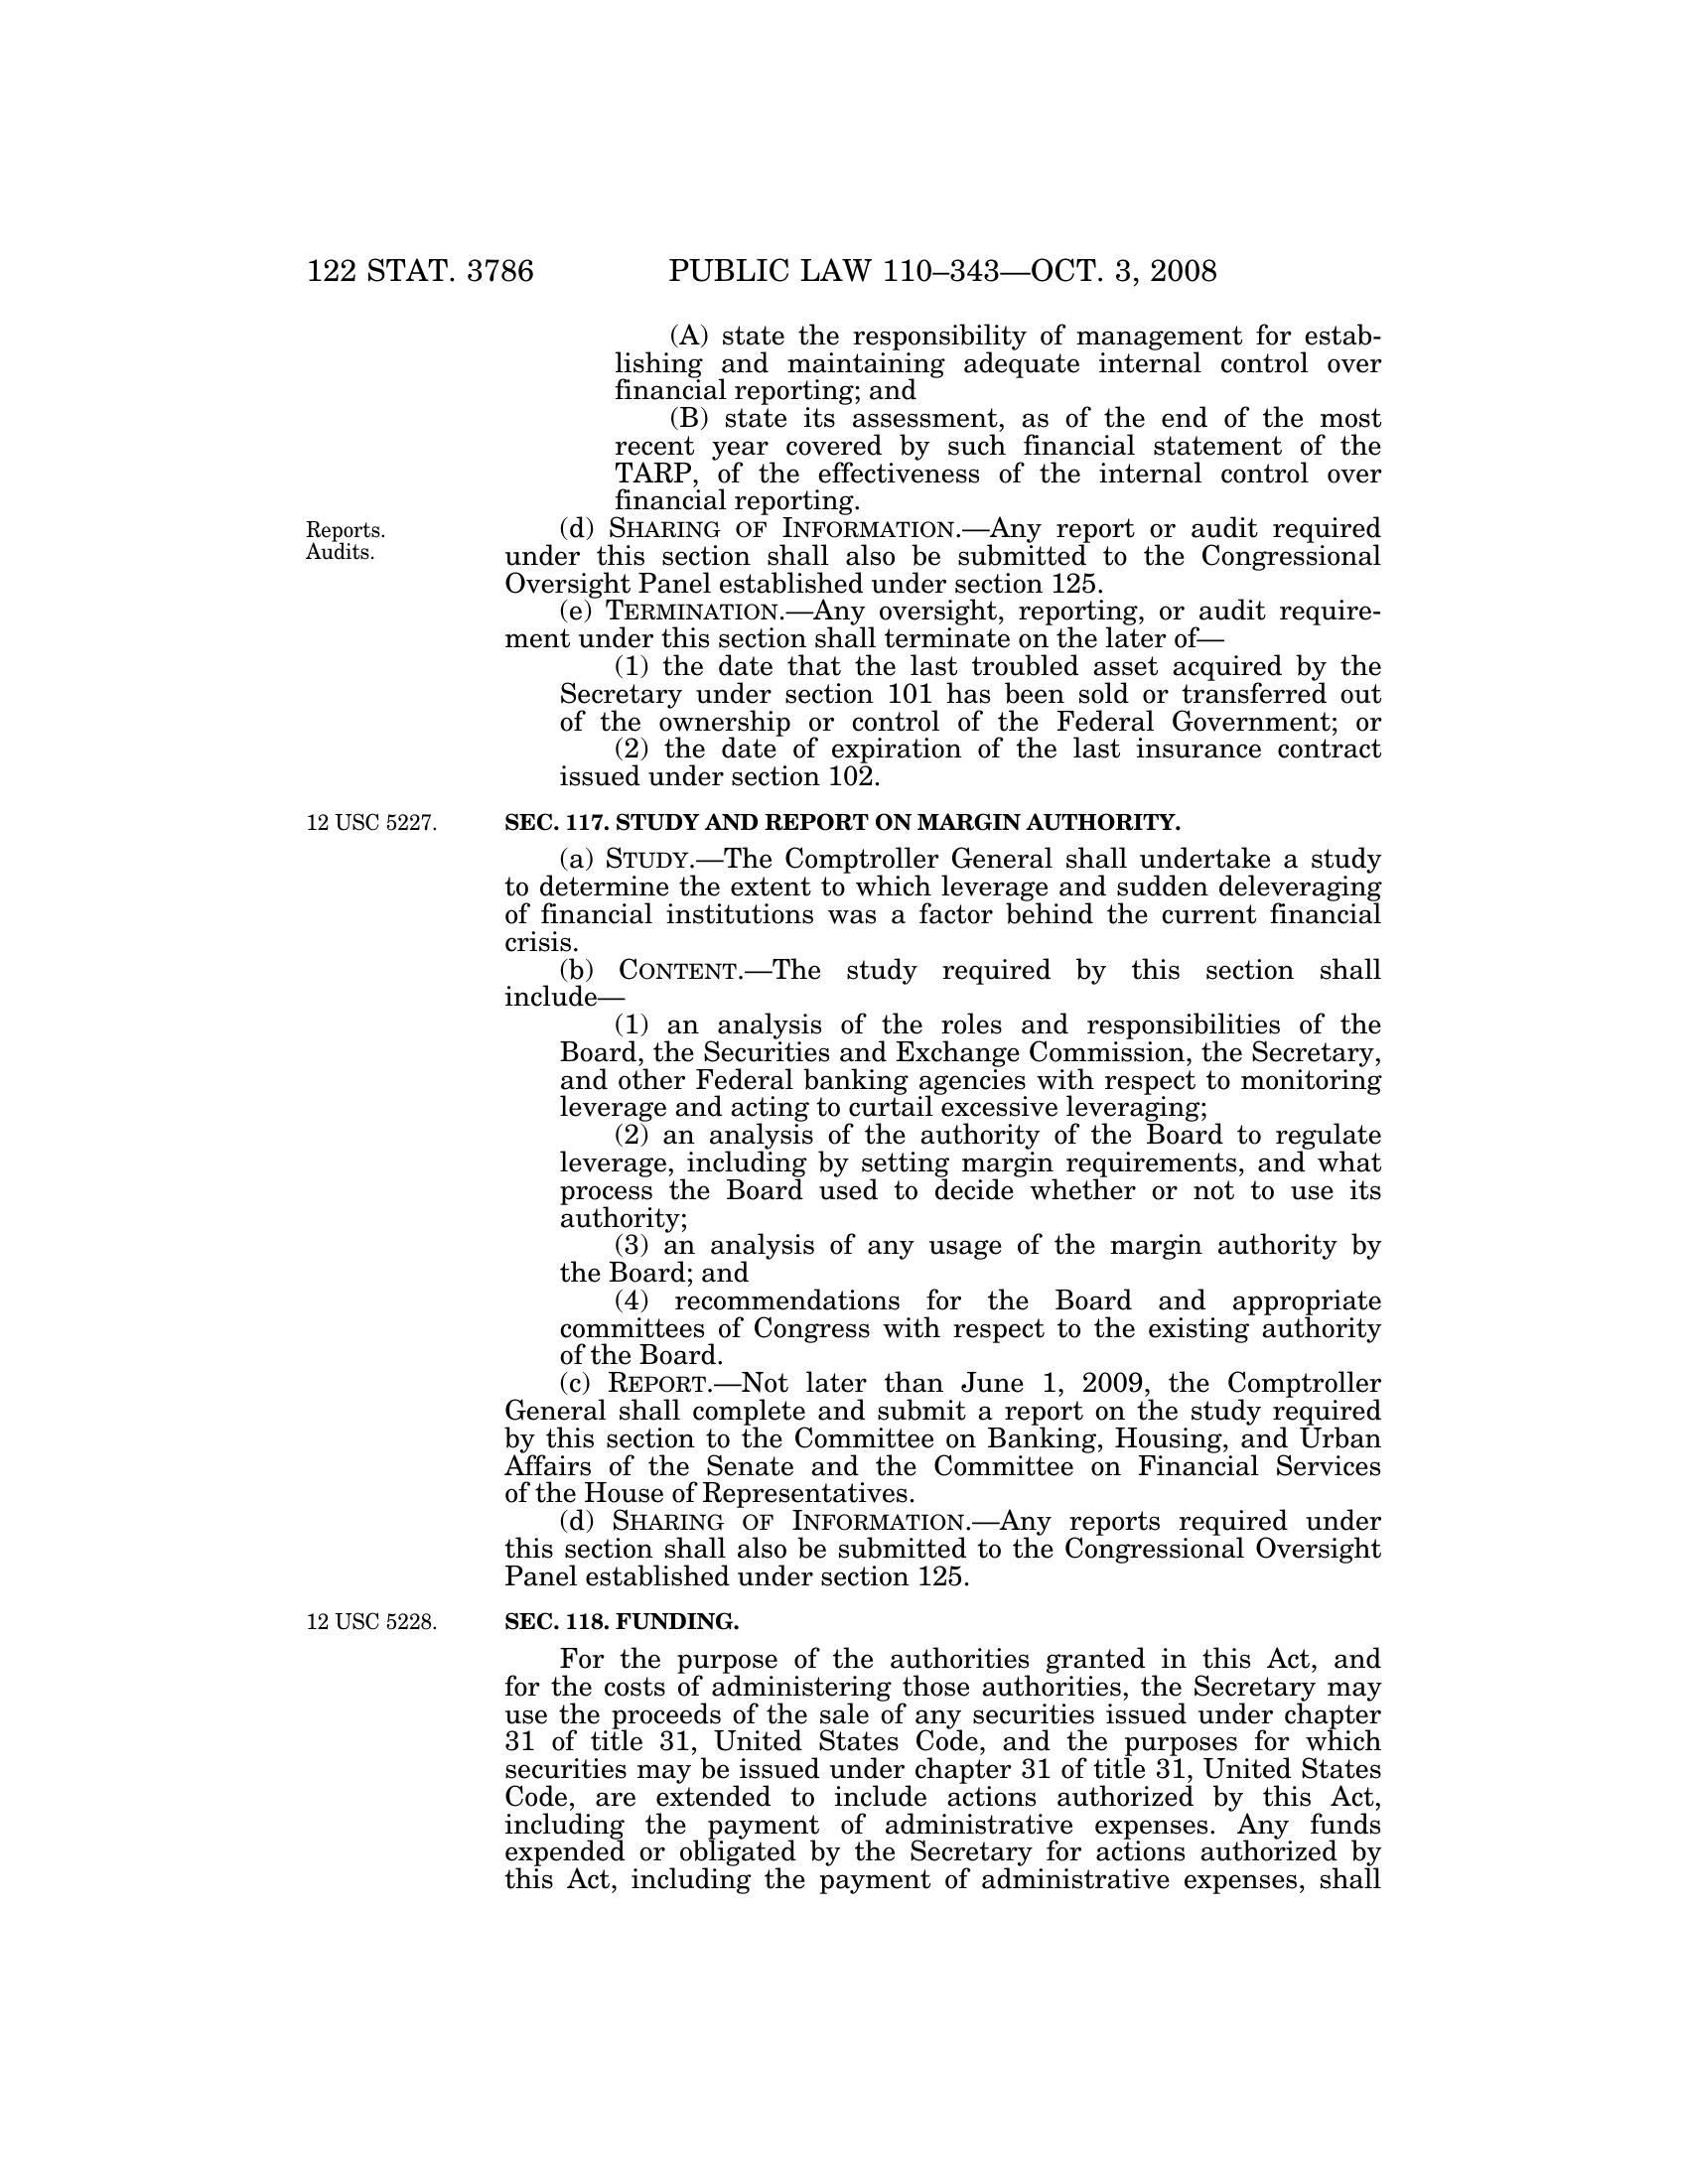 122 STAT. 3786 PUBLIC LAW 110–343—OCT. 3, 2008
(A) state the responsibility of management for estab-
lishing and maintaining adequate internal control over
financial reporting; and
(B) state its assessment, as of the end of the most
recent year covered by such financial statement of the
TARP, of the effectiveness of the internal control over
financial reporting.
Reports.
Audits.
(d) SHARING OF INFORMATION.—Any report or audit required
under this section shall also be submitted to the Congressional
Oversight Panel established under section 125.
(e) TERMINATION.—Any oversight, reporting, or audit require-
ment under this section shall terminate on the later of—
(1) the date that the last troubled asset acquired by the
Secretary under section 101 has been sold or transferred out
of the ownership or control of the Federal Government; or
(2) the date of expiration of the last insurance contract
issued under section 102.
12 USC 5227.
SEC. 117. STUDY AND REPORT ON MARGIN AUTHORITY.
(a) STUDY.—The Comptroller General shall undertake a study
to determine the extent to which leverage and sudden deleveraging
of financial institutions was a factor behind the current financial
crisis.
(b) CONTENT.—The study required by this section shall
include—
(1) an analysis of the roles and responsibilities of the
Board, the Securities and Exchange Commission, the Secretary,
and other Federal banking agencies with respect to monitoring
leverage and acting to curtail excessive leveraging;
(2) an analysis of the authority of the Board to regulate
leverage, including by setting margin requirements, and what
process the Board used to decide whether or not to use its
authority;
(3) an analysis of any usage of the margin authority by
the Board; and
(4) recommendations for the Board and appropriate
committees of Congress with respect to the existing authority
of the Board.
(c) REPORT.—Not later than June 1, 2009, the Comptroller
General shall complete and submit a report on the study required
by this section to the Committee on Banking, Housing, and Urban
Affairs of the Senate and the Committee on Financial Services
of the House of Representatives.
(d) SHARING OF INFORMATION.—Any reports required under
this section shall also be submitted to the Congressional Oversight
Panel established under section 125.
12 USC 5228.
SEC. 118. FUNDING.
For the purpose of the authorities granted in this Act, and
for the costs of administering those authorities, the Secretary may
use the proceeds of the sale of any securities issued under chapter
31 of title 31, United States Code, and the purposes for which
securities may be issued under chapter 31 of title 31, United States
Code, are extended to include actions authorized by this Act,
including the payment of administrative expenses. Any funds
expended or obligated by the Secretary for actions authorized by
this Act, including the payment of administrative expenses, shall